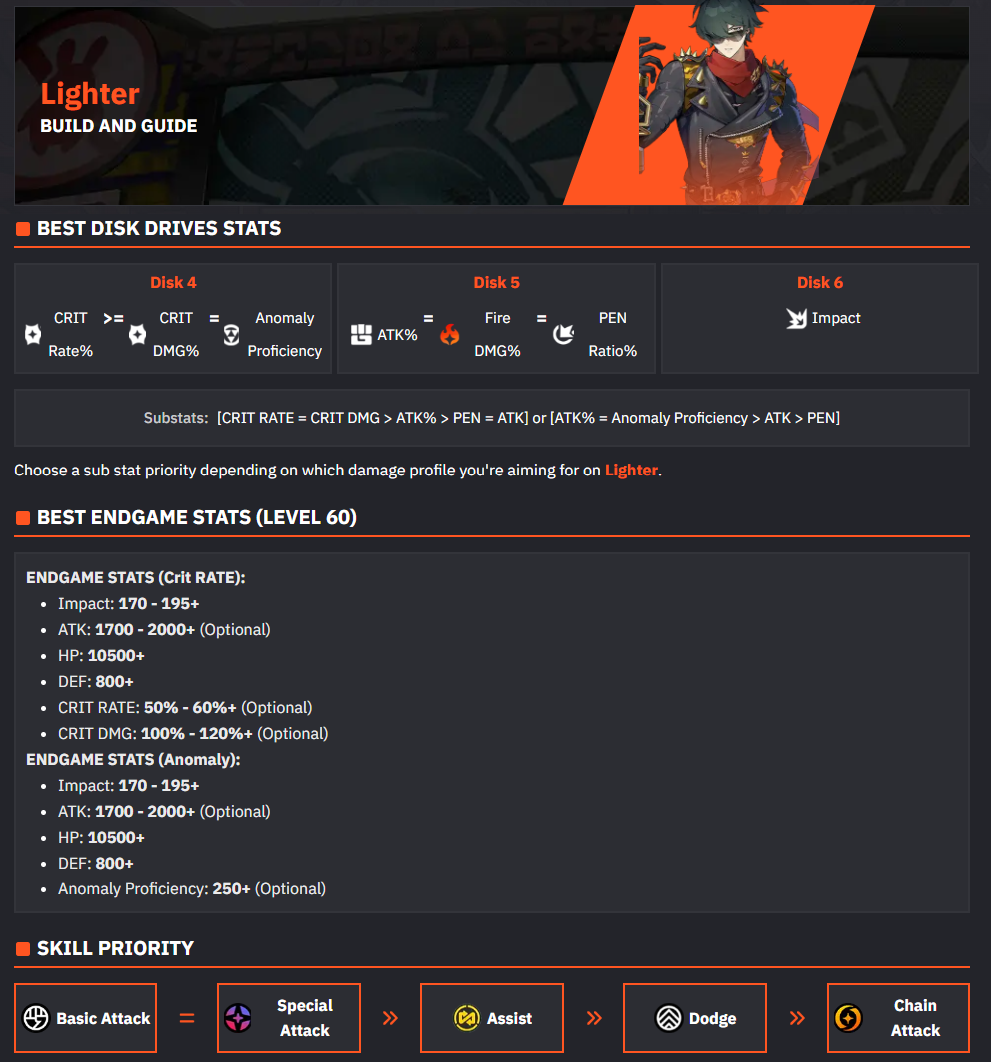 Lighter
BUILD AND GUIDE
BEST DISK DRIVES STATS
Disk 4
CRIT Rate% >= CRIT DMG% = Anomaly Proficiency
Disk 5
ATK% = Fire DMG% = PEN Ratio%
Disk 6
Impact
Substats: [CRIT RATE = CRIT DMG > ATK% > PEN = ATK] or [ATK% = Anomaly Proficiency > ATK > PEN]
Choose a sub stat priority depending on which damage profile you're aiming for on Lighter.
BEST ENDGAME STATS (LEVEL 60)
ENDGAME STATS (Crit RATE):
• Impact: 170 - 195+
• ATK: 1700 - 2000+ (Optional)
• HP: 10500+
• DEF: 800+
• CRIT RATE: 50% - 60%+ (Optional)
• CRIT DMG: 100% - 120%+ (Optional)
ENDGAME STATS (Anomaly):
• Impact: 170 - 195+
• ATK: 1700 - 2000+ (Optional)
• HP: 10500+
• DEF: 800+
• Anomaly Proficiency: 250+ (Optional)
SKILL PRIORITY
Basic Attack = Special Attack » Assist » Dodge » Chain Attack